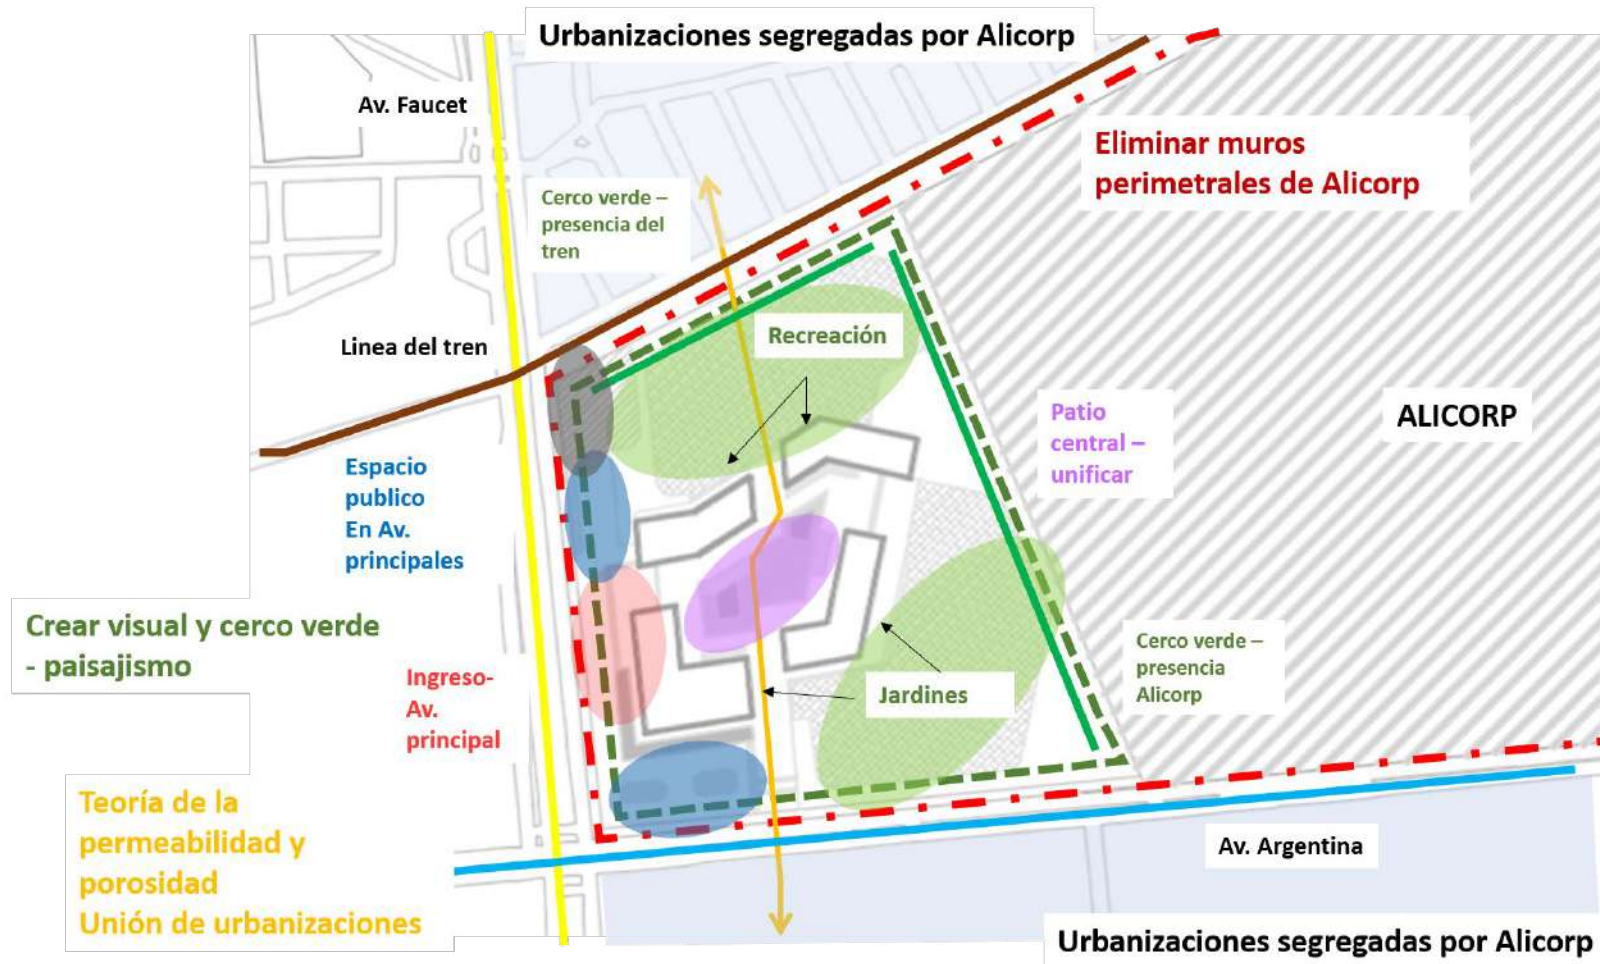 Urbanizaciones segregadas por Alicorp
Av. Faucet
Eliminar muros
perimetrales de Alicorp
Cerco verde –
presencia del
tren
Recreación
Linea del tren
Patio
central –
unificar
ALICORP
Espacio
publico
En Av.
principales
Crear visual y cerco verde
- paisajismo
Cerco verde –
presencia
Alicorp
Ingreso-
Av.
principal
Jardines
Teoría de la
permeabilidad y
porosidad
Unión de urbanizaciones
Av. Argentina
Urbanizaciones segregadas por Alicorp